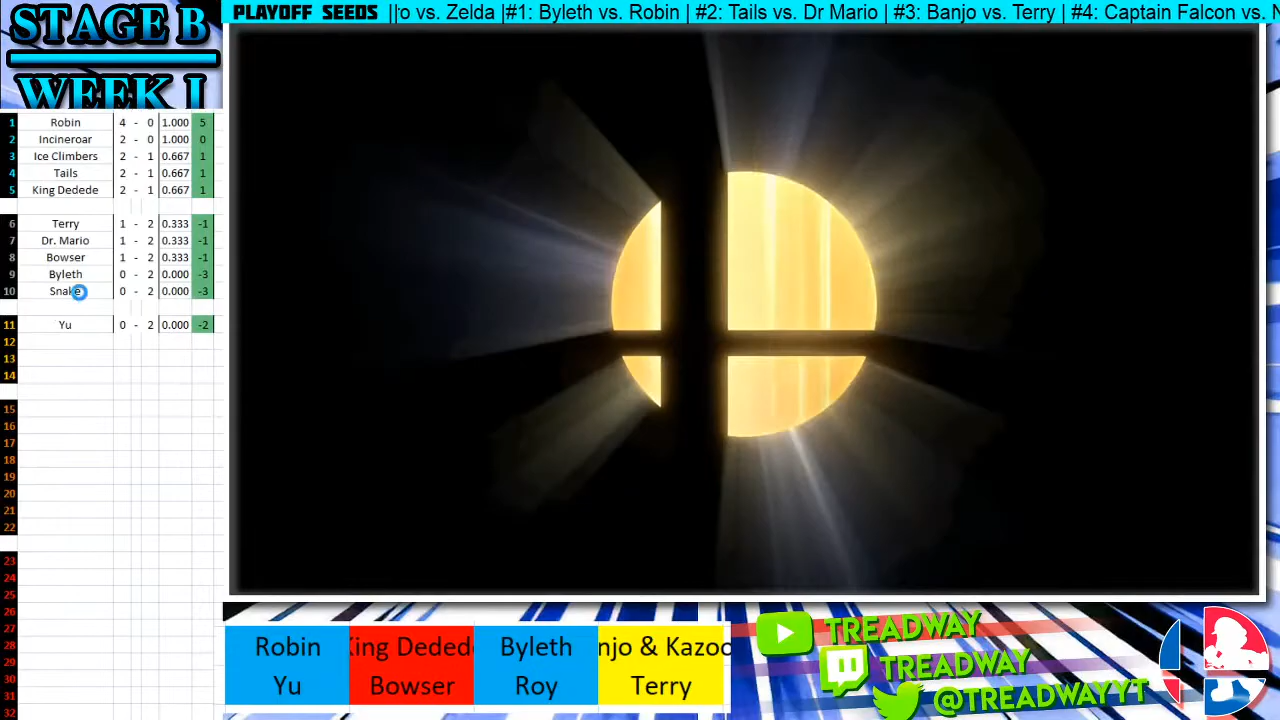 STAGE B
WEEK 1
PLAYOFF SEEDS
vs. Zelda |#1: Byleth vs. Robin | #2: Tails vs. Dr Mario | #3: Banjo vs. Terry | #4: Captain Falcon vs.
1 Robin 4 - 0 1.000 5
2 Incineroar 2 - 0 1.000 0
3 Ice Climbers 2 - 1 0.667 1
4 Tails 2 - 1 0.667 1
5 King Dedede 2 - 1 0.667 1
6 Terry 1 - 2 0.333 -1
7 Dr. Mario 1 - 2 0.333 -1
8 Bowser 1 - 2 0.333 -1
9 Byleth 0 - 2 0.000 -3
10 Snake 0 - 2 0.000 -3
11 Yu 0 - 2 0.000 -2
12
13
14
15
16
17
18
19
20
21
22
23
24
25
26
27
28
29
30
31
32
Robin
Yu
King Dedede
Bowser
Byleth
Roy
njo & Kazoo
Terry
TREADWAY
TREADWAY
@TREADWAYYT